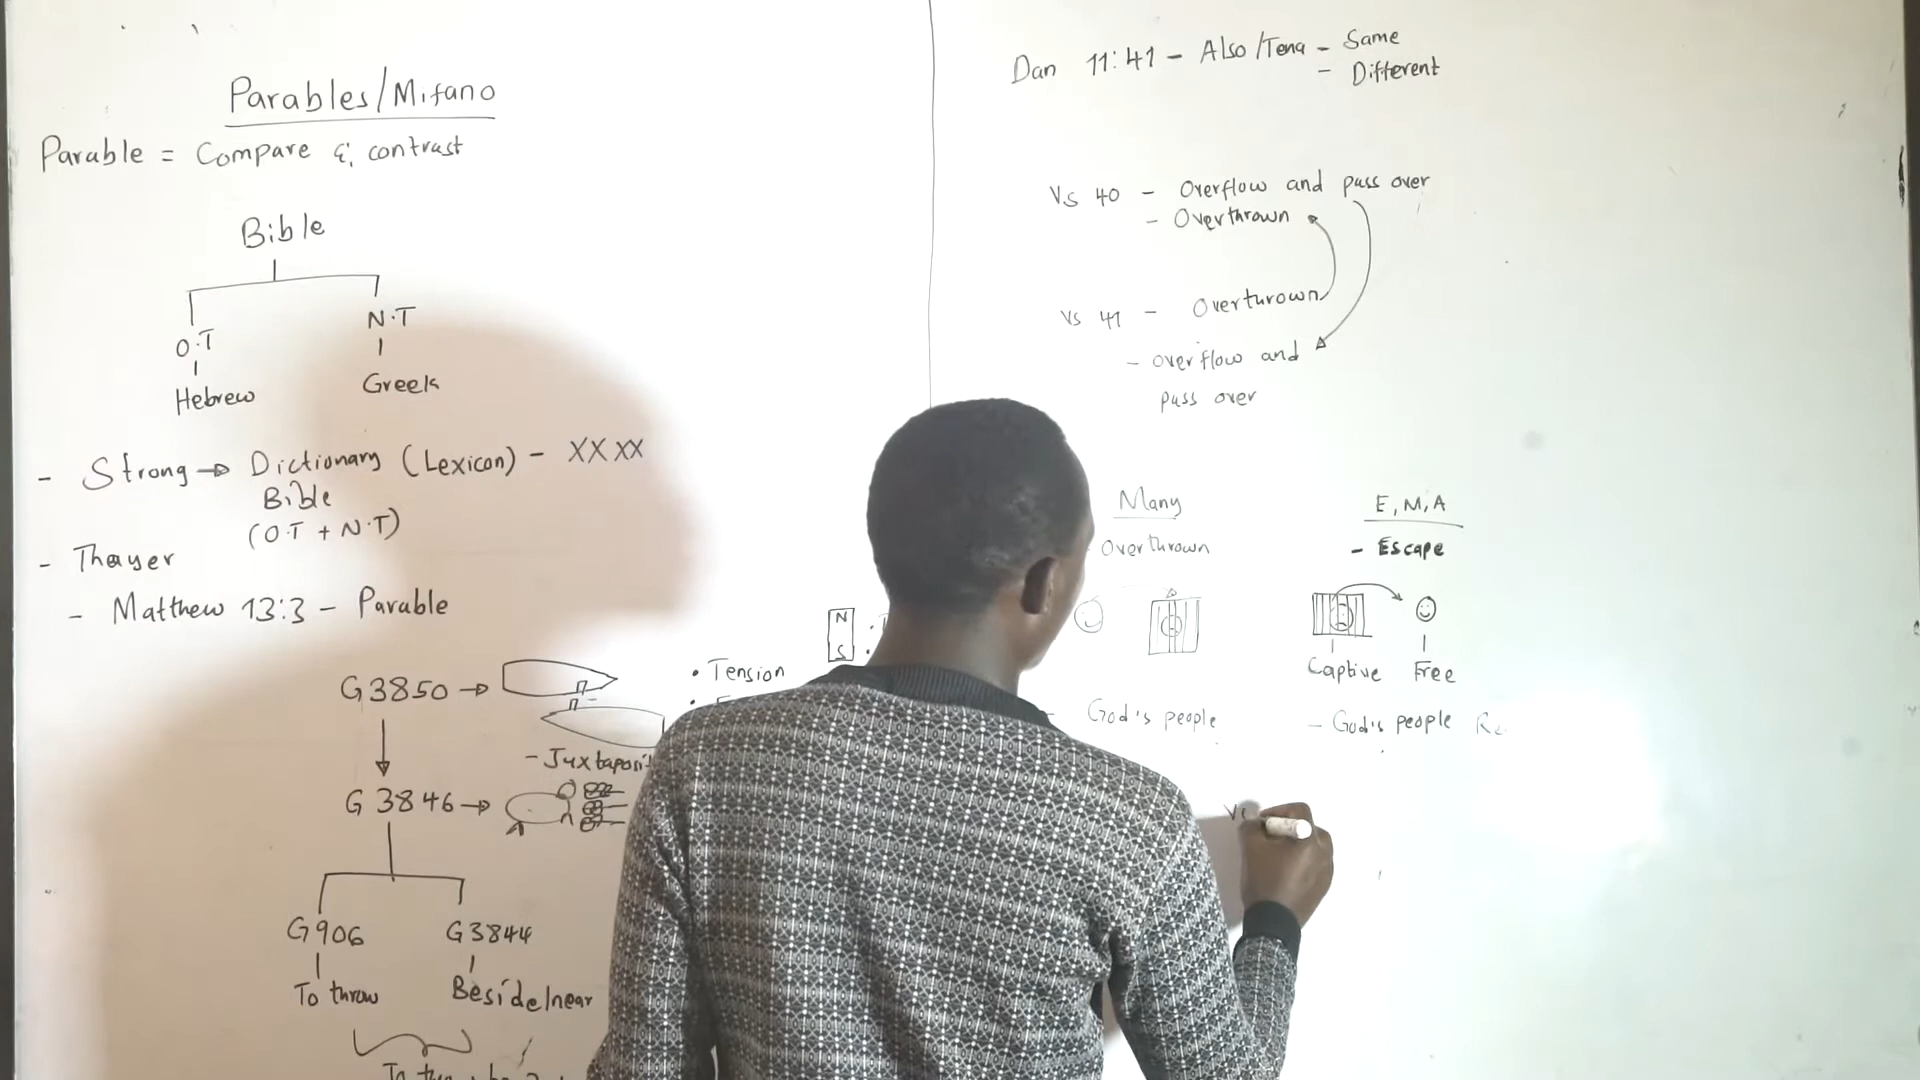 Parables/Mifano
Parable = Compare & contrast
Bible
O.T
N.T
Hebrew
Greek
- Strong → Dictionary (Lexicon) - XXXX
Bible
(O.T + N.T)
- Thayer
- Matthew 13:3 - Parable
G3850 →
• Tension
- Juxtaposit
G 3846 →
G906
G3844
To throw
Beside/near
N
S
Dan 11:41 - Also/Tena - Same
- Different
Vs 40 - Overflow and pass over
- Overthrown
Vs 41 - Overthrown
- overflow and
pass over
Many
Overthrown
God's people
E, M, A
- Escape
Captive
Free
- God's people